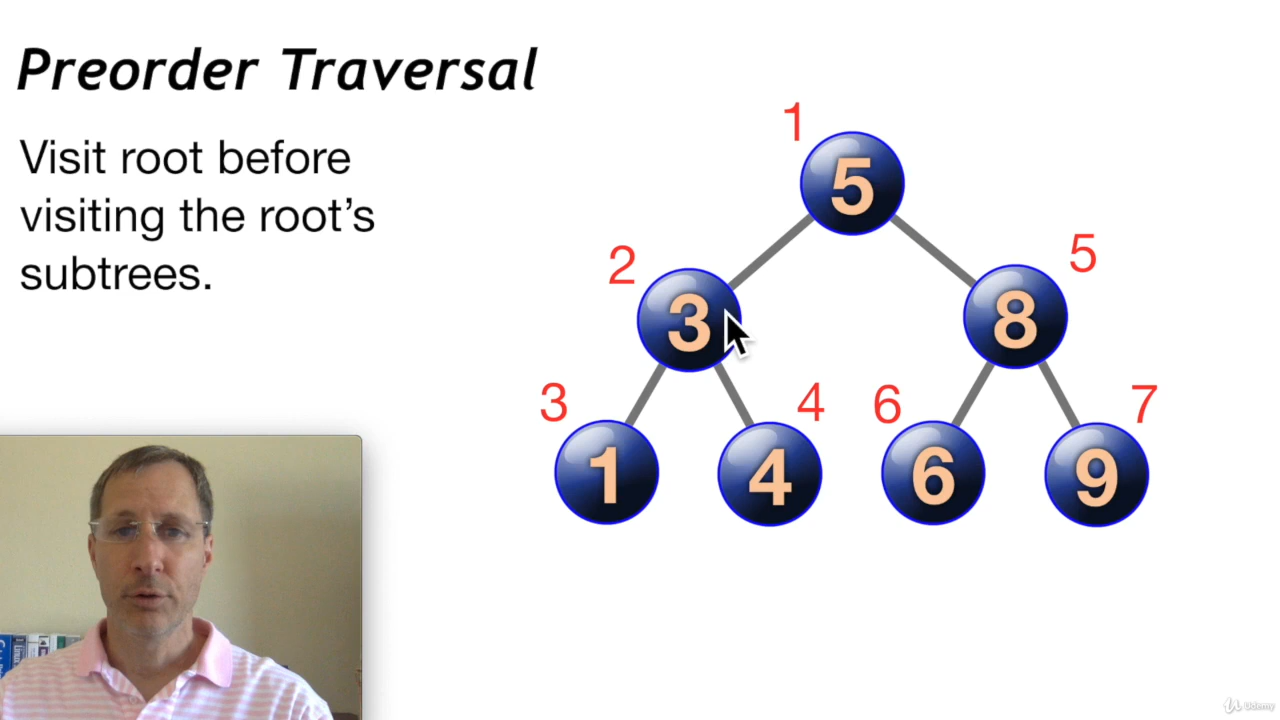 Preorder Traversal
Visit root before
visiting the root's
subtrees.
1
5
2
3
5
8
3
1
4
4
6
6
7
9
Udemy